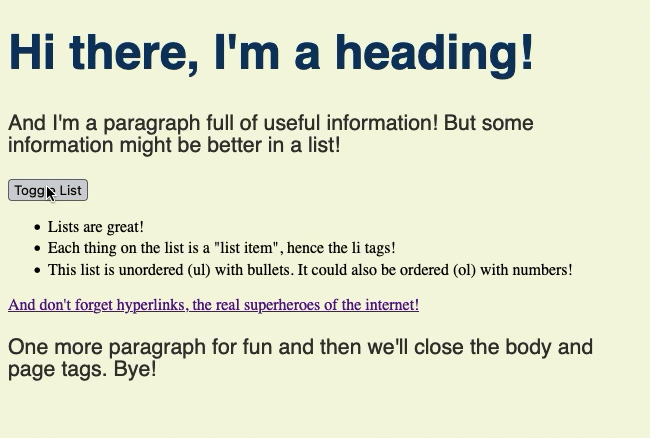 Hi there, I'm a heading!
And I'm a paragraph full of useful information! But some
information might be better in a list!
Toggle List
Lists are great!
Each thing on the list is a "list item", hence the li tags!
This list is unordered (ul) with bullets. It could also be ordered (ol) with numbers!
And don't forget hyperlinks, the real superheroes of the internet!
One more paragraph for fun and then we'll close the body and
page tags. Bye!